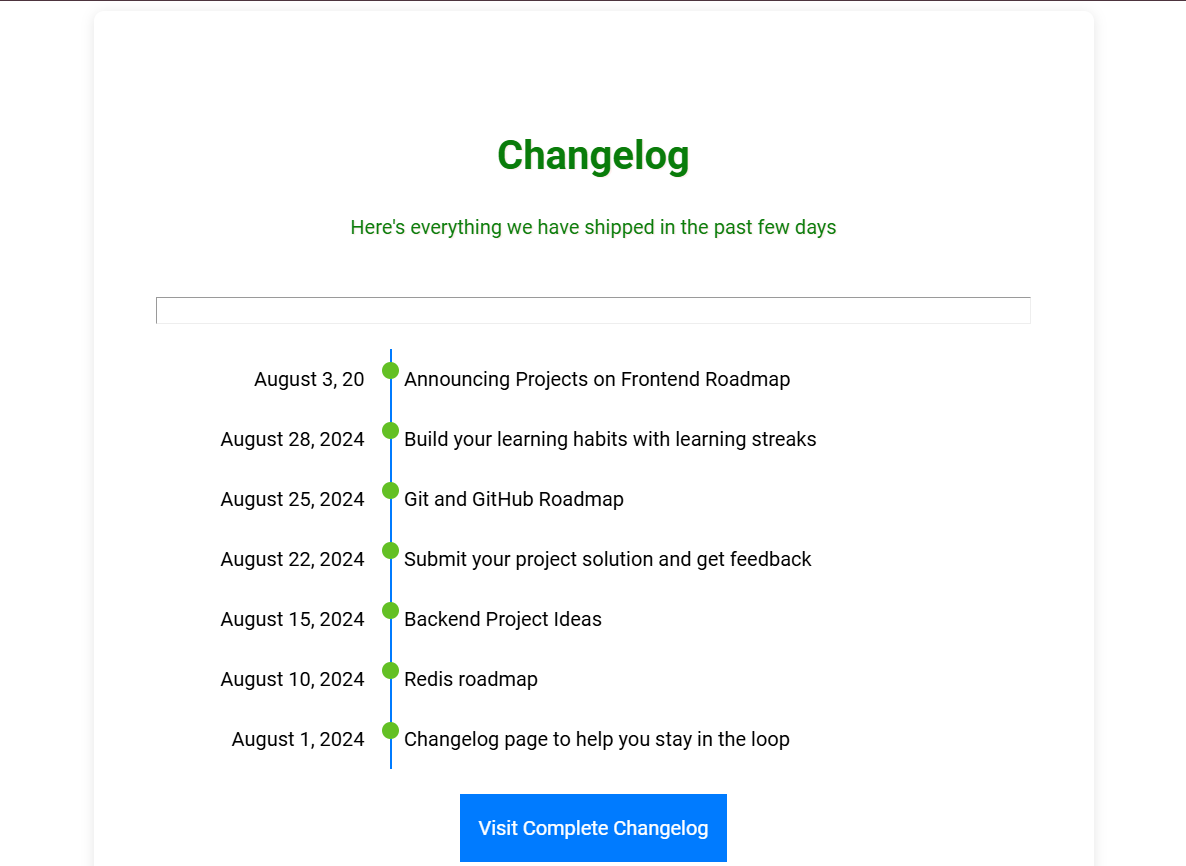 Changelog
Here's everything we have shipped in the past few days
August 3, 20 Announcing Projects on Frontend Roadmap
August 28, 2024 Build your learning habits with learning streaks
August 25, 2024 Git and GitHub Roadmap
August 22, 2024 Submit your project solution and get feedback
August 15, 2024 Backend Project Ideas
August 10, 2024 Redis roadmap
August 1, 2024 Changelog page to help you stay in the loop
Visit Complete Changelog